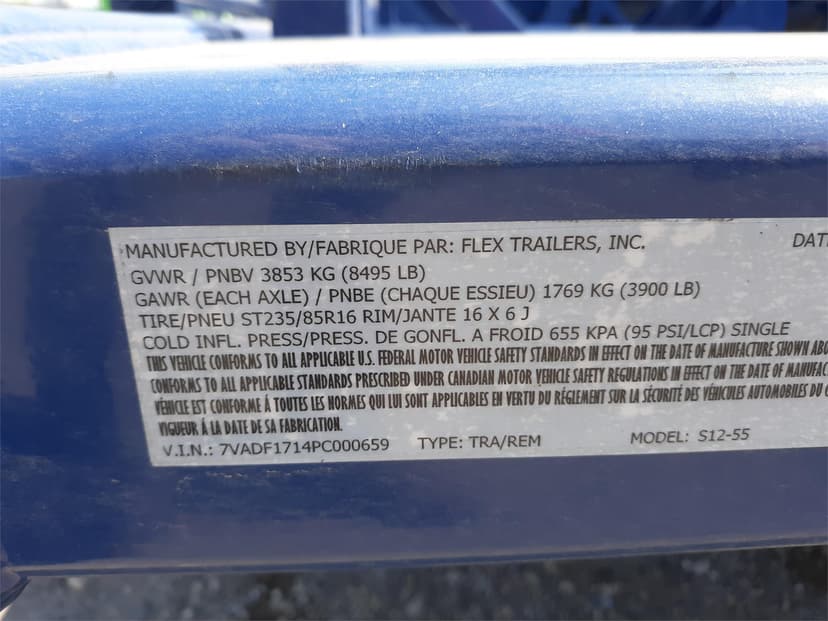 MANUFACTURED BY/FABRIQUE PAR: FLEX TRAILERS, INC. DAT
GVWR / PNBV 3853 KG (8495 LB)
GAWR (EACH AXLE) / PNBE (CHAQUE ESSIEU) 1769 KG (3900 LB)
TIRE/PNEU ST235/85R16 RIM/JANTE 16 X 6 J
COLD INFL. PRESS/PRESS. DE GONFL. A FROID 655 KPA (95 PSI/LCP) SINGLE
THIS VEHICLE CONFORMS TO ALL APPLICABLE U.S. FEDERAL MOTOR VEHICLE SAFETY STANDARDS IN EFFECT ON THE DATE OF MANUFACTURE SHOWN ABO
CONFORMS TO ALL APPLICABLE STANDARDS PRESCRIBED UNDER CANADIAN MOTOR VEHICLE SAFETY REGULATIONS IN EFFECT ON THE DATE OF MANUFAC
VÉHICLE EST CONFORME À TOUTES LES NORMES QUI LUI SONT APPLICABLES EN VERTU DU RÉGLEMENT SUR LA SÉCURITÉ DES VÉHICULES AUTOMOBILES DU C
VIGUEUR À LA DATE DE SA FABRICATION.
V.I.N.: 7VADF1714PC000659 TYPE: TRA/REM MODEL: S12-55